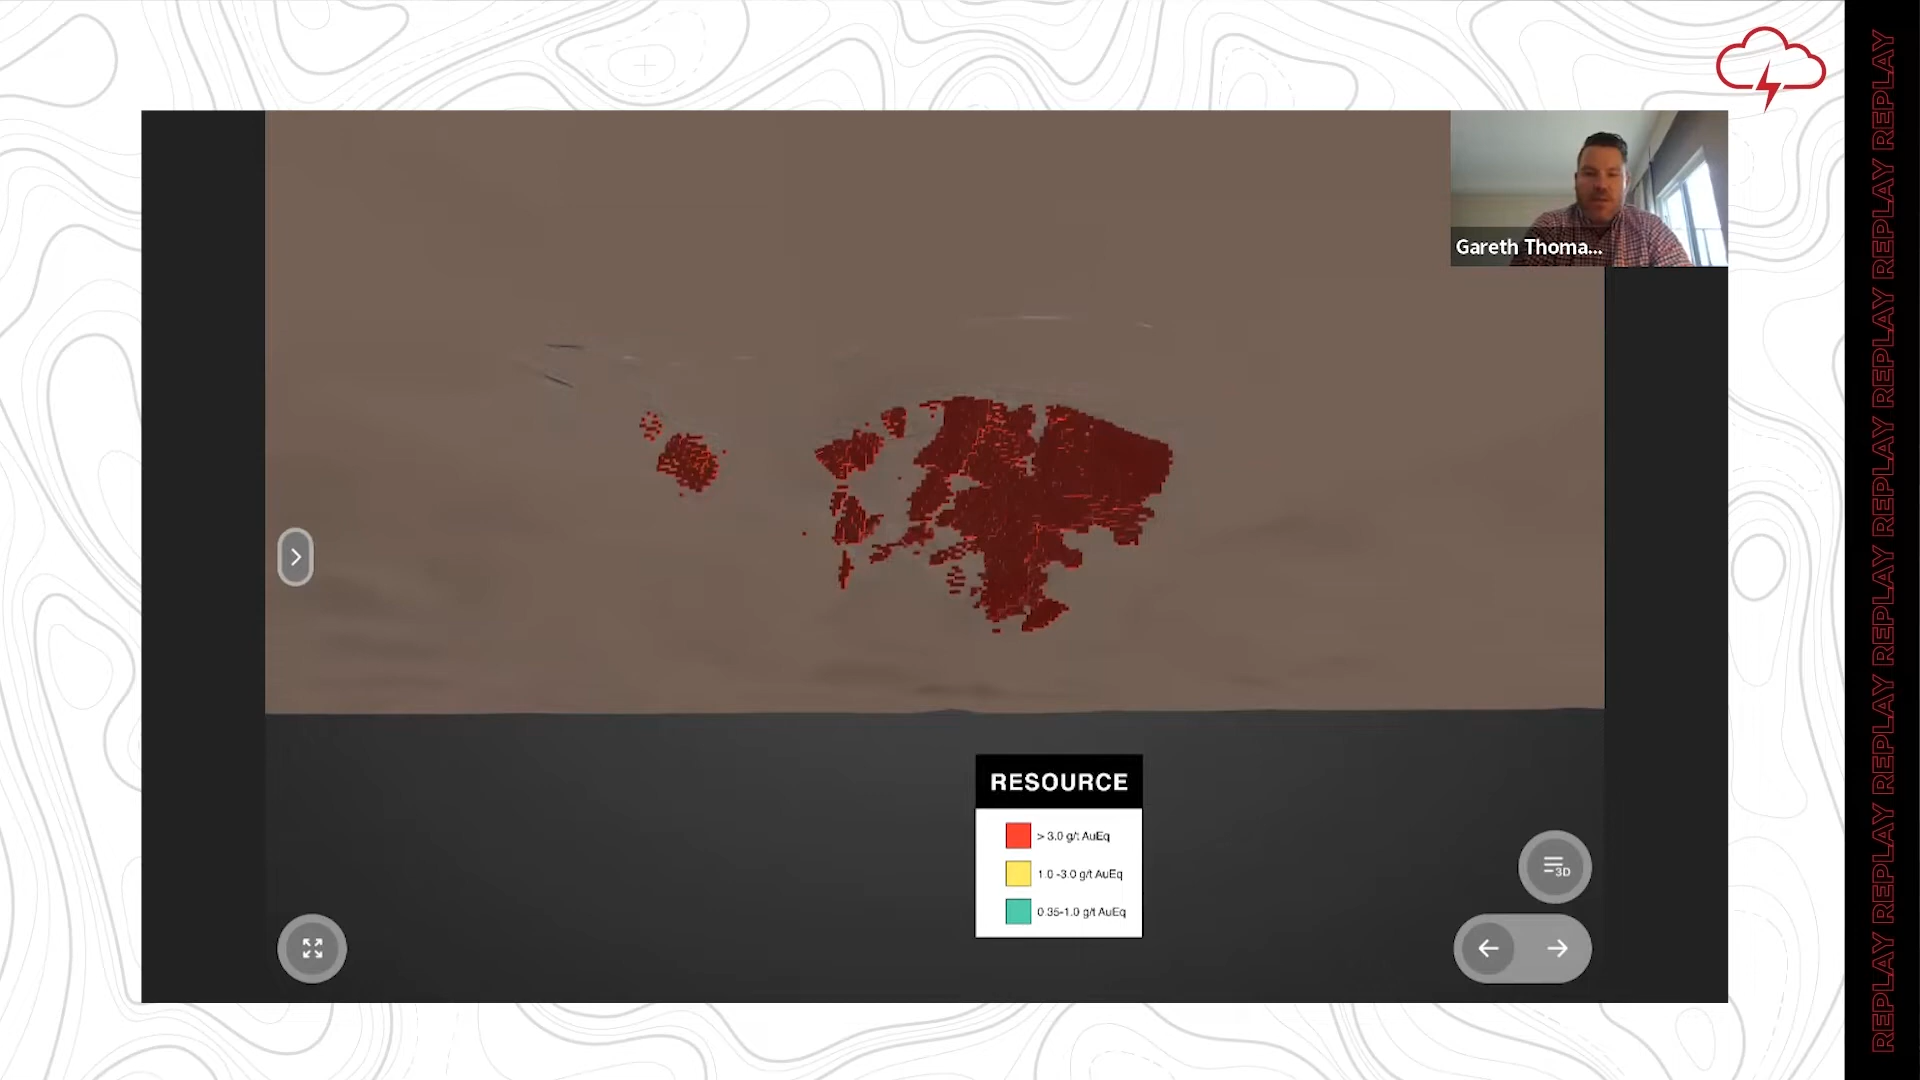 Gareth Thoma...
RESOURCE
> 3.0 g/t AuEq
1.0 -3.0 g/t AuEq
0.35-1.0 g/t AuEq
3D
REPLAY REPLAY REPLAY REPLAY REPLAY REPLAY REPLAY REPLAY